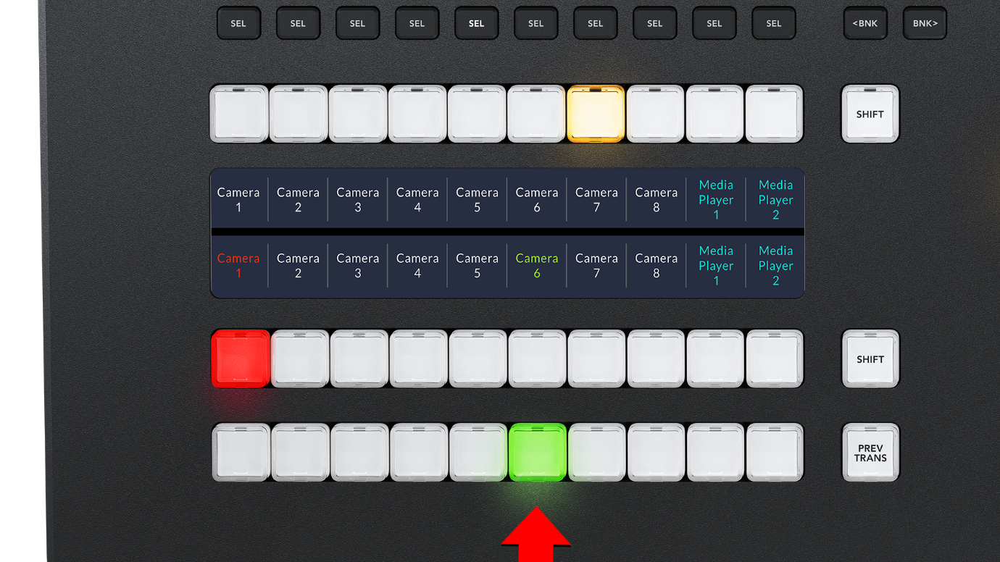 SEL SEL SEL SEL SEL SEL SEL SEL SEL SEL <BNK BNK>
SHIFT
Camera 1
Camera 2
Camera 3
Camera 4
Camera 5
Camera 6
Camera 7
Camera 8
Media
Player
1
Media
Player
2
Camera 1
Camera 2
Camera 3
Camera 4
Camera 5
Camera 6
Camera 7
Camera 8
Media
Player
1
Media
Player
2
SHIFT
PREV
TRANS